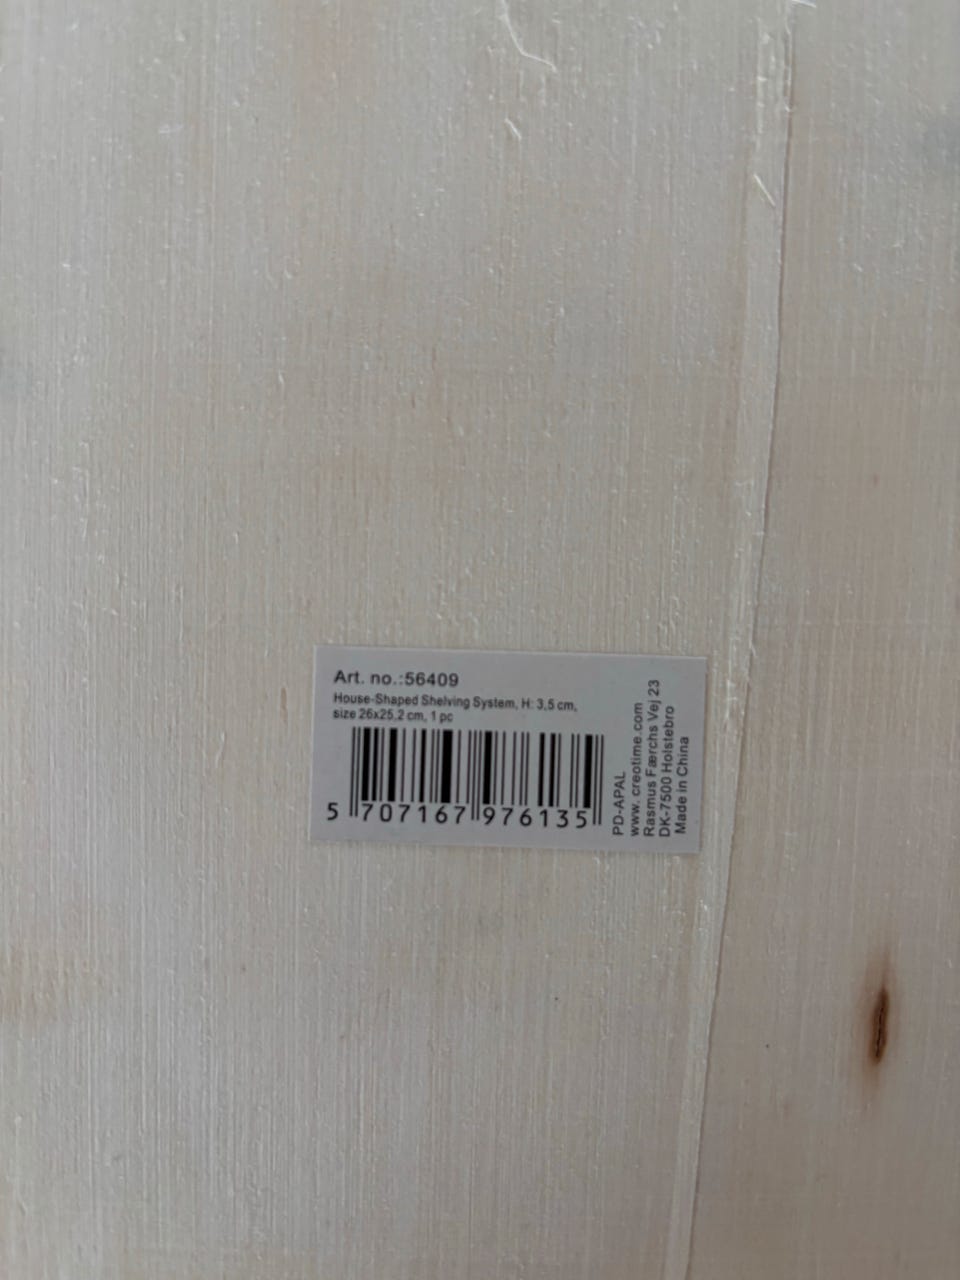 Art. no.:56409
House-Shaped Shelving System, H: 3,5 cm,
size 26x25,2 cm, 1 pc
5 707167 976135
PD-APAL
www.creotime.com
Rasmus Færchs Vej 23
DK-7500 Holstebro
Made in China